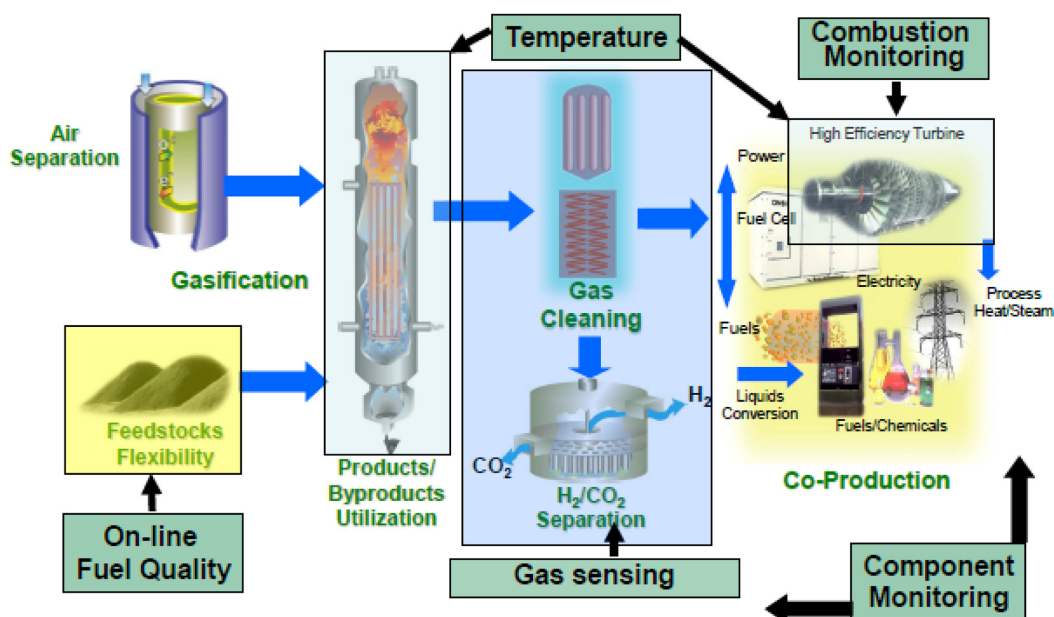 Temperature
Combustion
Monitoring
Air
Separation
High Efficiency Turbine
Power
Fuel Cell
Gasification
Gas
Cleaning
Electricity
Process
Heat/Steam
Fuels
Feedstocks
Flexibility
H₂
Liquids
Conversion
Fuels/Chemicals
CO₂
Products/
Byproducts
Utilization
H₂/CO₂
Separation
Co-Production
On-line
Fuel Quality
Gas sensing
Component
Monitoring